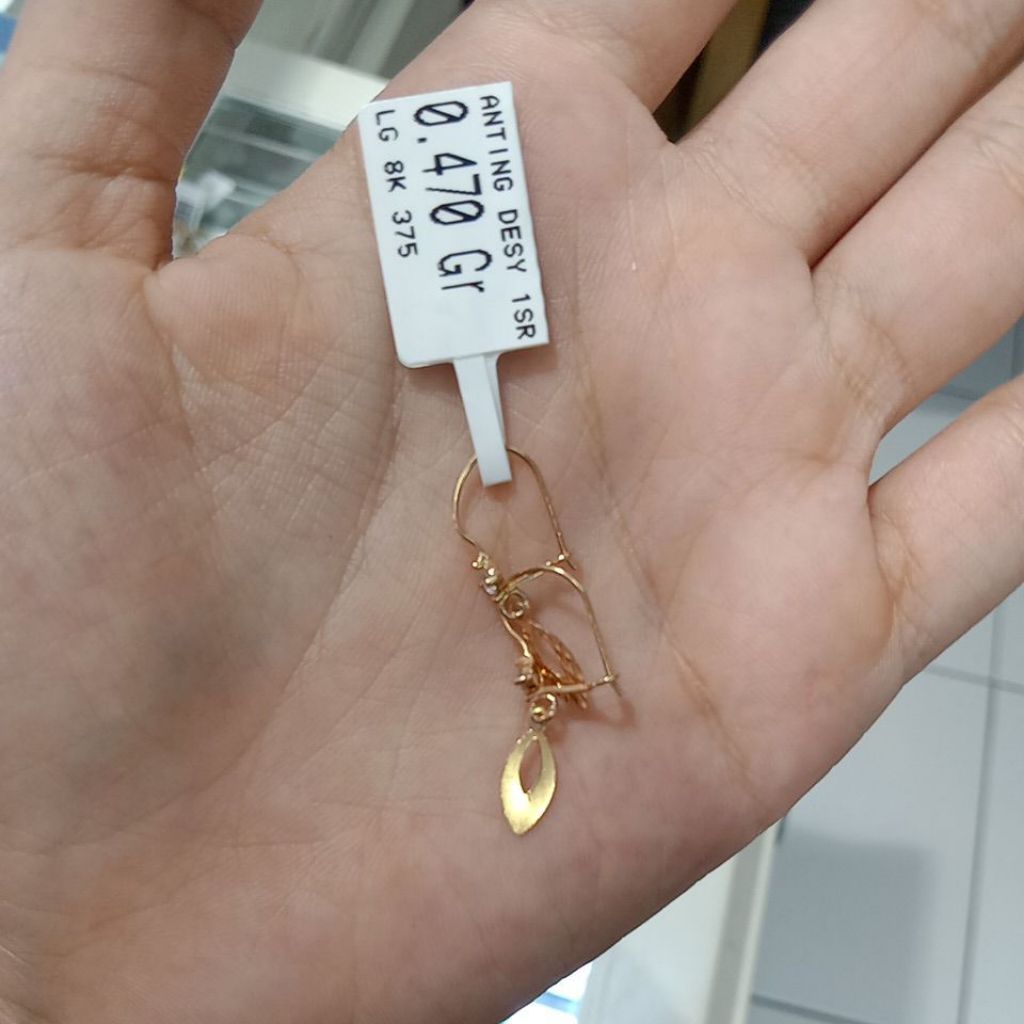 ANTING DESY 1SR
0.470 Gr
LG 8K 375